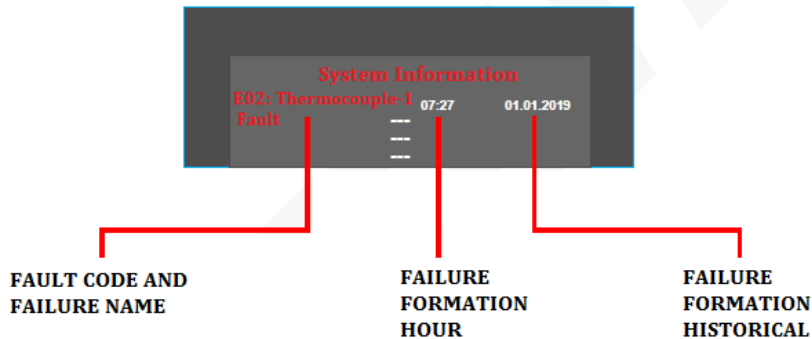 System Information
E02: Thermocouple-1 07:27 01.01.2019
Fault ---
---
---
FAULT CODE AND
FAILURE NAME
FAILURE
FORMATION
HOUR
FAILURE
FORMATION
HISTORICAL